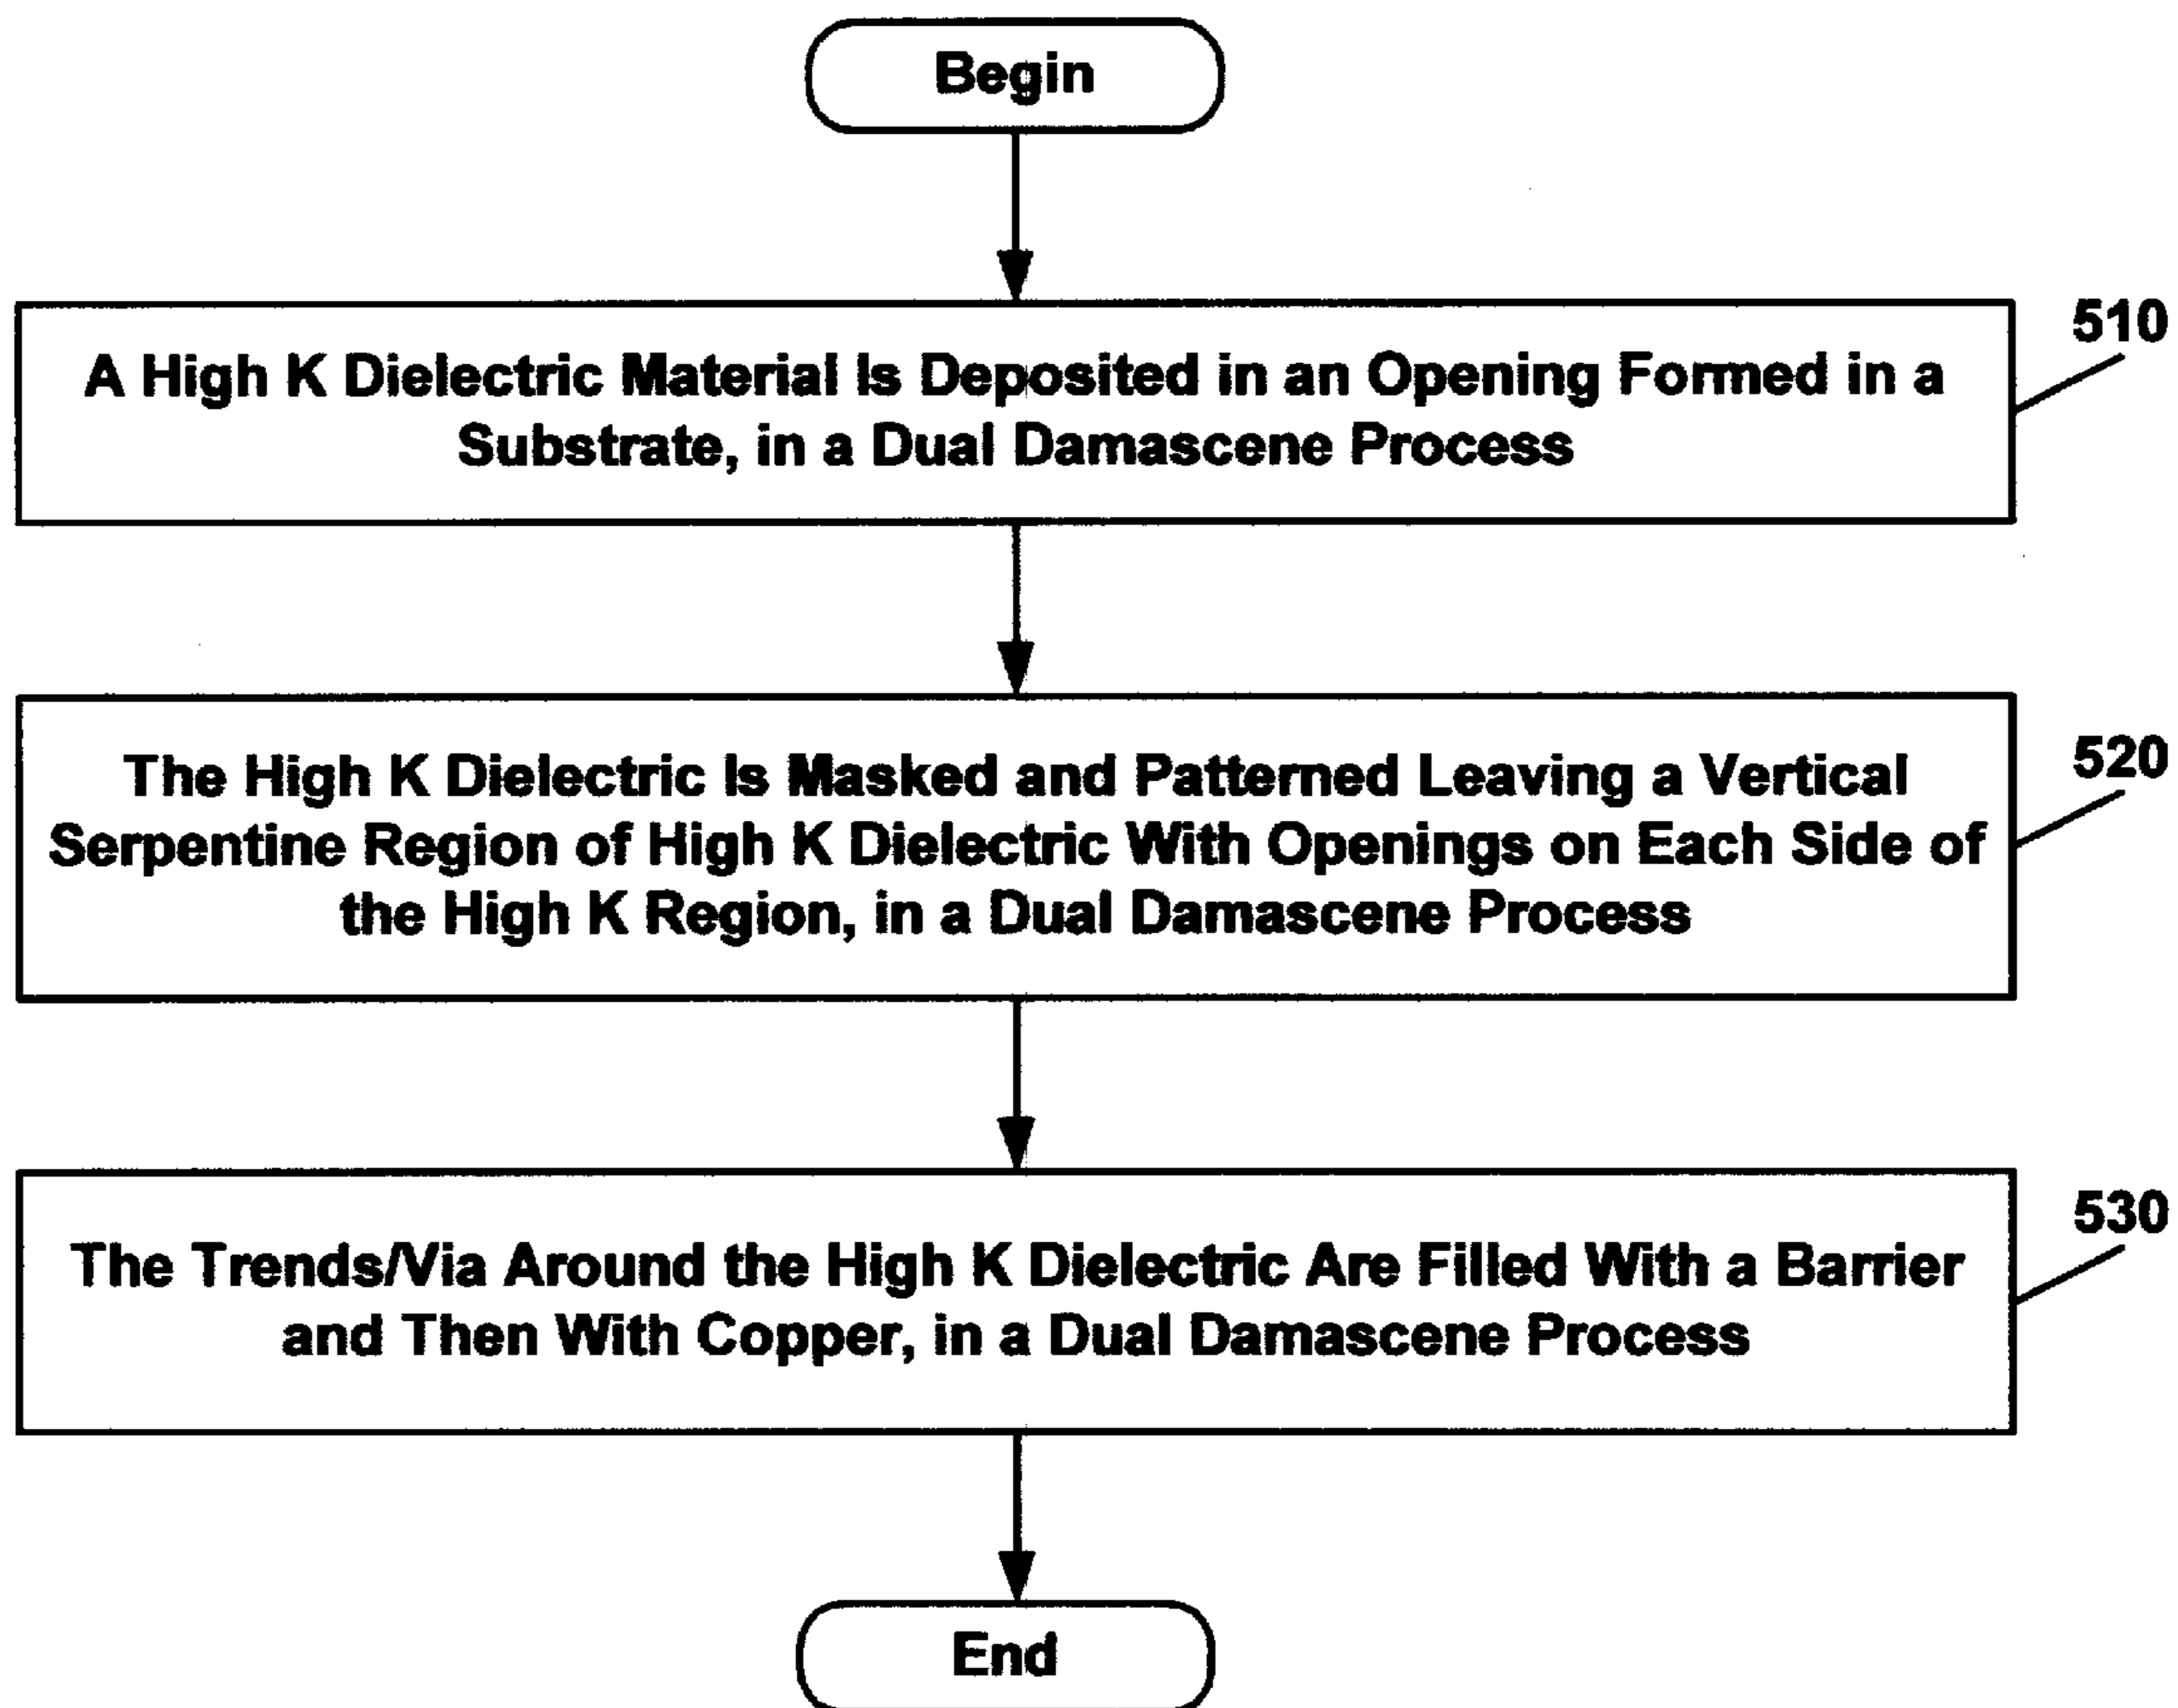 Begin
510
A High K Dielectric Material Is Deposited in an Opening Formed in a
Substrate, in a Dual Damascene Process
520
The High K Dielectric Is Masked and Patterned Leaving a Vertical
Serpentine Region of High K Dielectric With Openings on Each Side of
the High K Region, in a Dual Damascene Process
530
The Trends/Via Around the High K Dielectric Are Filled With a Barrier
and Then With Copper, in a Dual Damascene Process
End